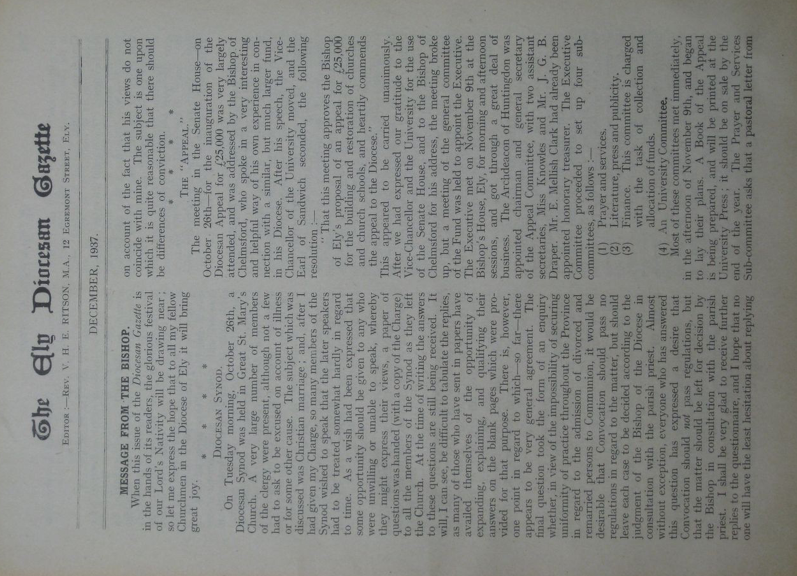 The Ely Diocesan Gazette
EDITOR :—REV. V. H. E. RITSON, M.A., 12 EGREMONT STREET, ELY.
DECEMBER, 1937.
MESSAGE FROM THE BISHOP.
When this issue of the Diocesan Gazette is
in the hands of its readers, the glorious festival
of our Lord's Nativity will be drawing near ;
so let me express the hope that to all my fellow
Churchmen in the Diocese of Ely it will bring
great joy.
* * * *
DIOCESAN SYNOD.
On Tuesday morning, October 26th, a
Diocesan Synod was held in Great St. Mary's
Church. A very large number of members
of the clergy were present, although not a few
had to ask to be excused on account of illness
or for some other cause. The subject which was
discussed was Christian marriage ; and, after I
had given my Charge, so many members of the
Synod wished to speak that the later speakers
had to be treated somewhat hardly in regard
to time. As a wish had been expressed that
some opportunity should be given to any who
were unwilling or unable to speak, whereby
they might express their views, a paper of
questions was handed (with a copy of the Charge)
to all the members of the Synod as they left
the Church. At the time of writing the answers
to these questions are still being received. It
will, I can see, be difficult to tabulate the replies,
as many of those who have sent in papers have
availed themselves of the opportunity of
expanding, explaining, and qualifying their
answers on the blank pages which were pro-
vided for that purpose. There is, however,
one point in regard to which so far there
appears to be very general agreement. The
final question took the form of an enquiry
whether, in view of the impossibility of securing
uniformity of practice throughout the Province
in regard to the admission of divorced and
remarried persons to Communion, it would be
desirable that Convocation should pass no
regulations in regard to the matter, but should
leave each case to be decided according to the
judgment of the Bishop of the Diocese in
consultation with the parish priest. Almost
without exception, everyone who has answered
this question has expressed a desire that
Convocation should not pass regulations, but
that the matter should be left for decision by
the Bishop in consultation with the parish
priest. I shall be very glad to receive further
replies to the questionnaire, and I hope that no
one will have the least hesitation about replying
on account of the fact that his views do not
coincide with mine. The subject is one upon
which it is quite reasonable that there should
be differences of conviction.
* * * *
THE "APPEAL."
The meeting in the Senate House—on
October 26th—for the inauguration of the
Diocesan Appeal for £25,000 was very largely
attended, and was addressed by the Bishop of
Chelmsford, who spoke in a very interesting
and helpful way of his own experience in con-
nection with a similar, but much larger fund,
in his Diocese. After his speech, the Vice-
Chancellor of the University moved, and the
Earl of Sandwich seconded, the following
resolution :—
"That this meeting approves the Bishop
of Ely's proposal of an appeal for £25,000
for the building and restoration of churches
and church schools, and heartily commends
the appeal to the Diocese."
This appeared to be carried unanimously.
After we had expressed our gratitude to the
Vice-Chancellor and the University for the use
of the Senate House, and to the Bishop of
Chelmsford for his address, the meeting broke
up, but a meeting of the general committee
of the Fund was held to appoint the Executive.
The Executive met on November 9th at the
Bishop's House, Ely, for morning and afternoon
sessions, and got through a great deal of
business. The Archdeacon of Huntingdon was
appointed chairman and general secretary
of the Appeal Committee, with two assistant
secretaries, Miss Knowles and Mr. J. G. B.
Draper. Mr. E. Mellish Clark had already been
appointed honorary treasurer. The Executive
Committee proceeded to set up four sub-
committees, as follows :—
(1) Prayer and services.
(2) Literature, press and publicity.
(3) Finance. This committee is charged
with the task of collection and
allocation of funds.
(4) An University Committee.
Most of these committees met immediately,
in the afternoon of November 9th, and began
to lay their plans. A Book of the Appeal
is being prepared, and will be printed at the
University Press ; it should be on sale by the
end of the year. The Prayer and Services
Sub-committee asks that a pastoral letter from